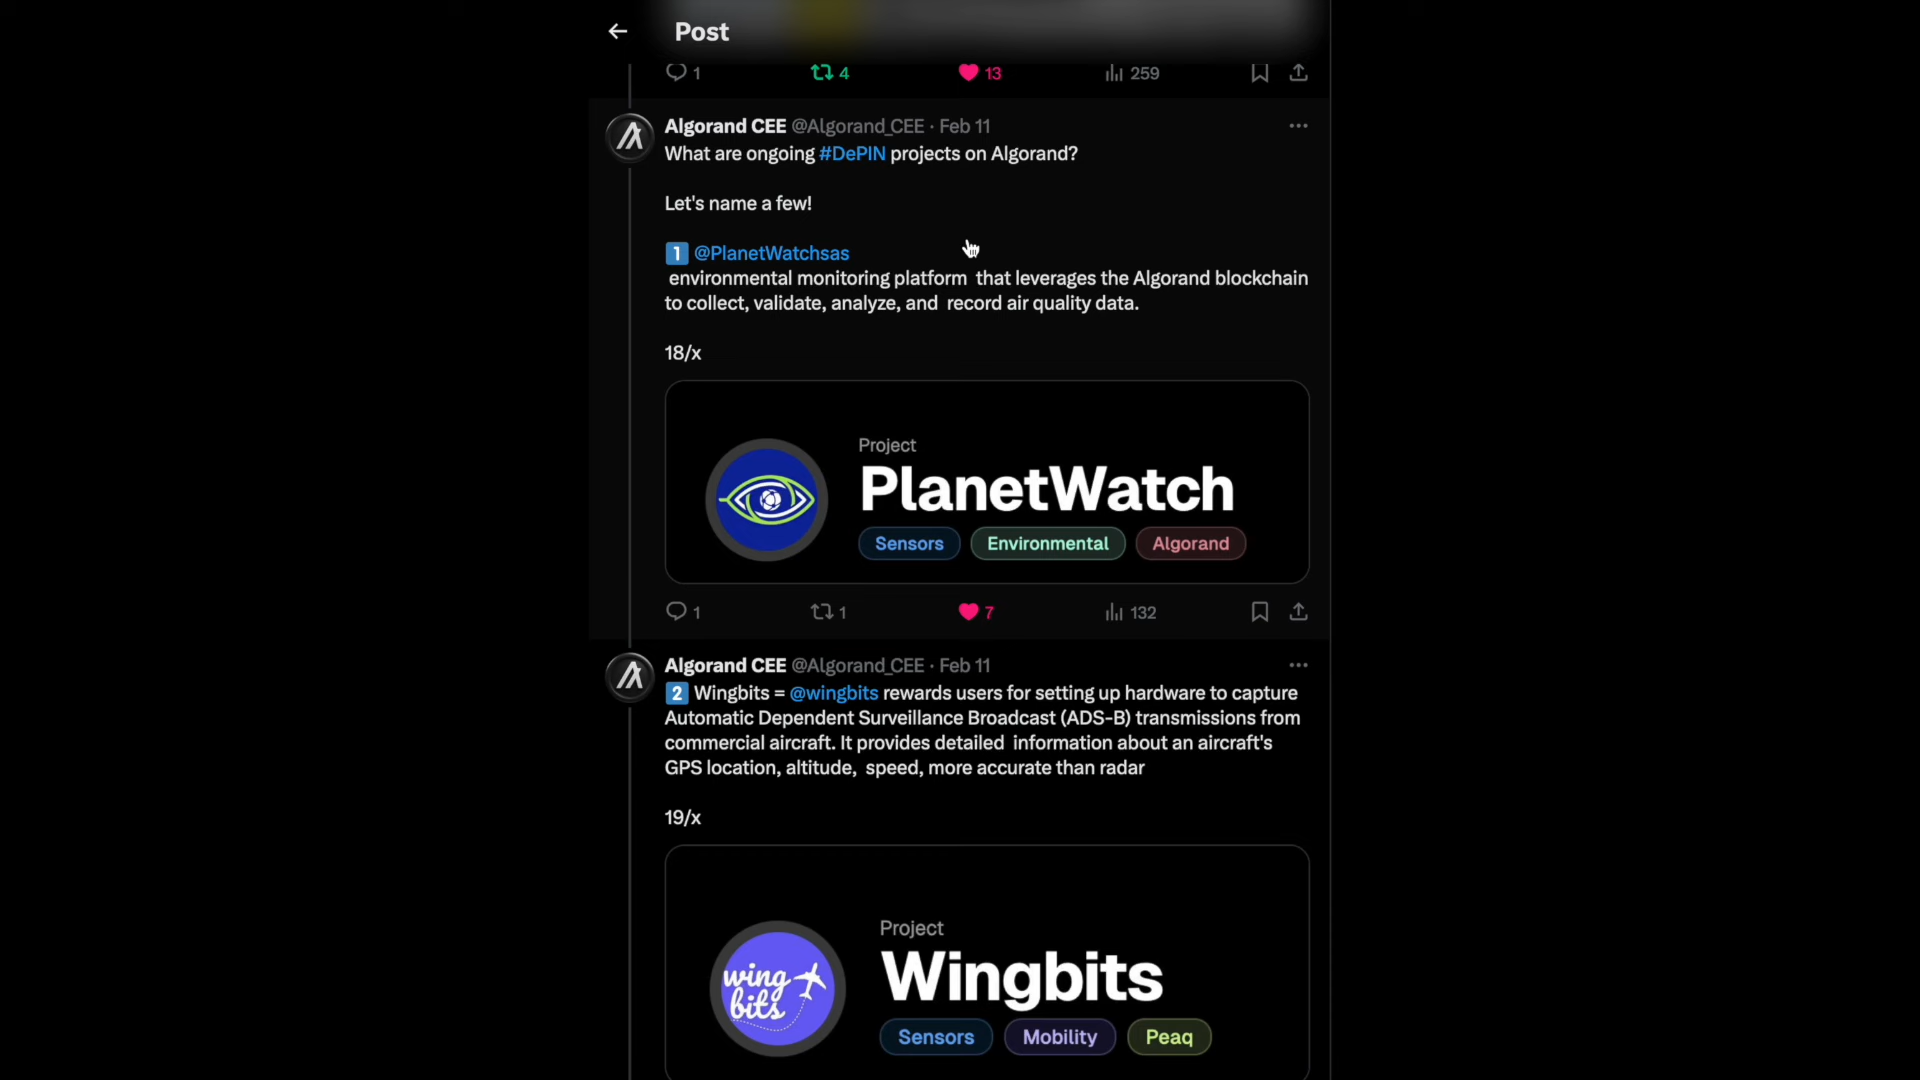 Post
1 4 13 259
Algorand CEE @Algorand_CEE · Feb 11
What are ongoing #DePIN projects on Algorand?
Let's name a few!
1 @PlanetWatchsas
environmental monitoring platform that leverages the Algorand blockchain
to collect, validate, analyze, and record air quality data.
18/x
Project
PlanetWatch
Sensors Environmental Algorand
1 1 7 132
Algorand CEE @Algorand_CEE · Feb 11
2 Wingbits = @wingbits rewards users for setting up hardware to capture
Automatic Dependent Surveillance Broadcast (ADS-B) transmissions from
commercial aircraft. It provides detailed information about an aircraft's
GPS location, altitude, speed, more accurate than radar
19/x
Project
wing
bits
Wingbits
Sensors Mobility Peaq